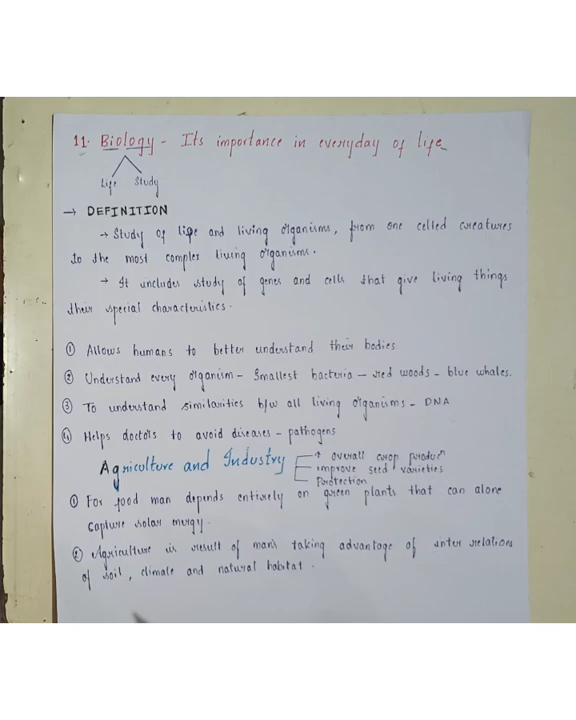 11. Biology - Its importance in everyday of life
Life Study
→ DEFINITION
→ Study of life and living organisms, from one celled creatures
to the most complex living organisms.
→ It includes study of genes and cells that give living things
their special characteristics.
① Allows humans to better understand their bodies
② Understand every organism - Smallest bacteria - red woods - blue whales.
③ To understand similarities b/w all living organisms - DNA
④ Helps doctors to avoid diseases - pathogens
Agriculture and Industry
↑ overall crop product
improve seed varieties
Protection
① For food man depends entirely on green plants that can alone
capture solar energy.
② Agriculture is result of mans taking advantage of inter relations
of soil, climate and natural habitat.